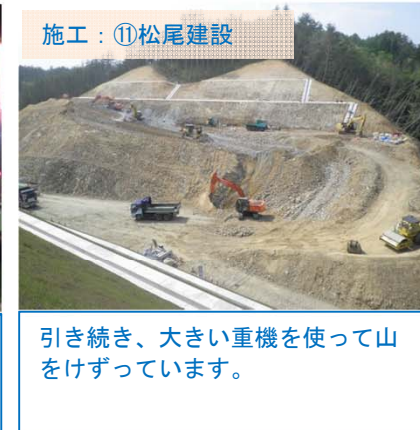 施工：⑪松尾建設
引き続き、大きい重機を使って山
をけずっています。